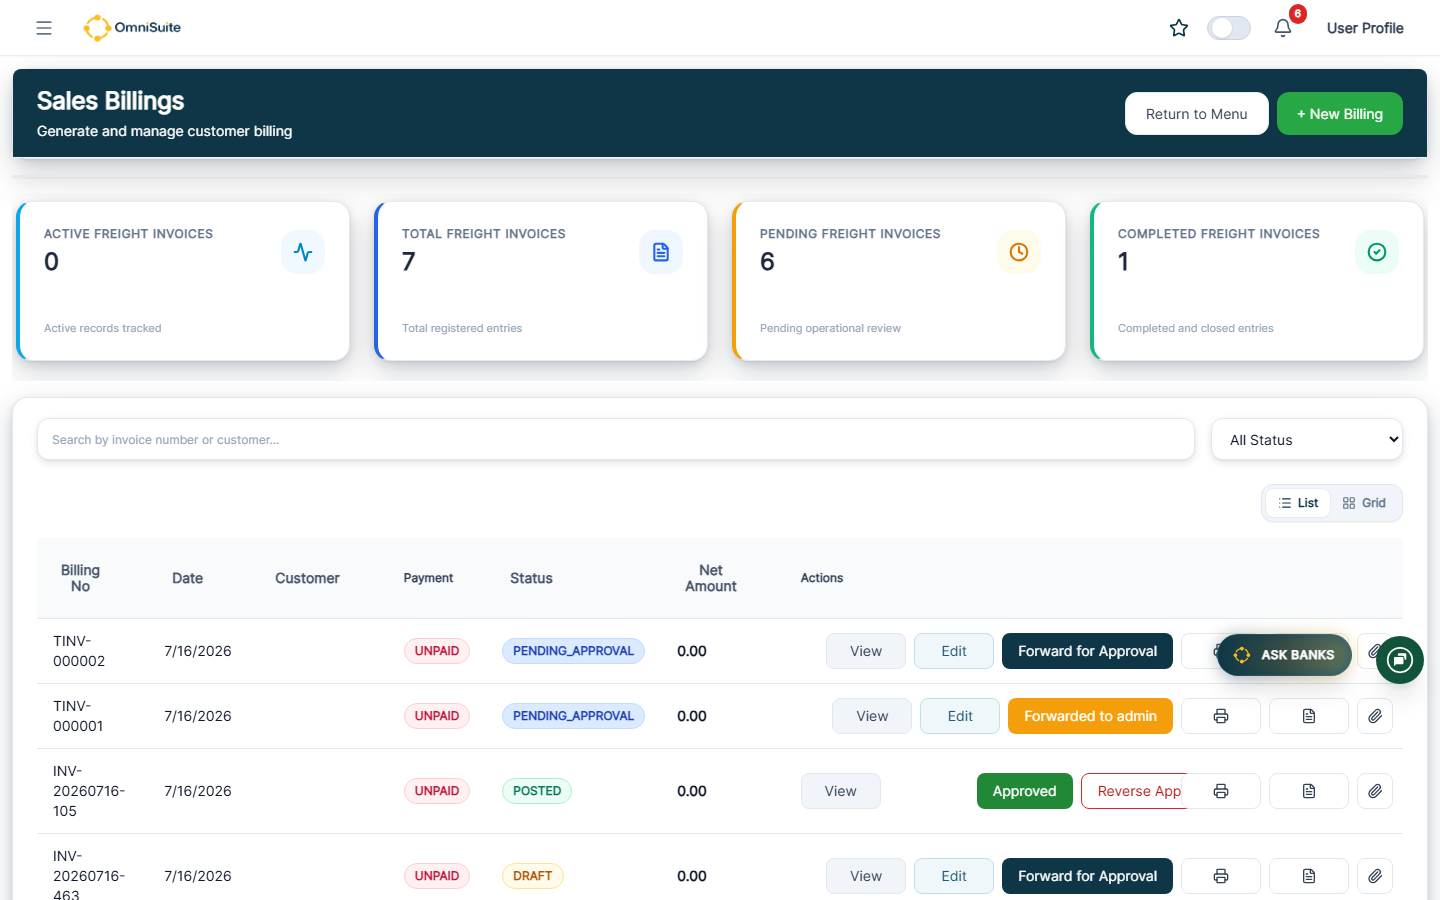 OmniSuite
6
User Profile
Sales Billings
Generate and manage customer billing
Return to Menu
+ New Billing
ACTIVE FREIGHT INVOICES
0
Active records tracked
TOTAL FREIGHT INVOICES
7
Total registered entries
PENDING FREIGHT INVOICES
6
Pending operational review
COMPLETED FREIGHT INVOICES
1
Completed and closed entries
Search by invoice number or customer...
All Status
List
Grid
Billing
No
Date
Customer
Payment
Status
Net
Amount
Actions
TINV-
000002
7/16/2026
UNPAID
PENDING_APPROVAL
0.00
View
Edit
Forward for Approval
ASK BANKS
TINV-
000001
7/16/2026
UNPAID
PENDING_APPROVAL
0.00
View
Edit
Forwarded to admin
INV-
20260716-
105
7/16/2026
UNPAID
POSTED
0.00
View
Approved
Reverse App
INV-
20260716-
463
7/16/2026
UNPAID
DRAFT
0.00
View
Edit
Forward for Approval